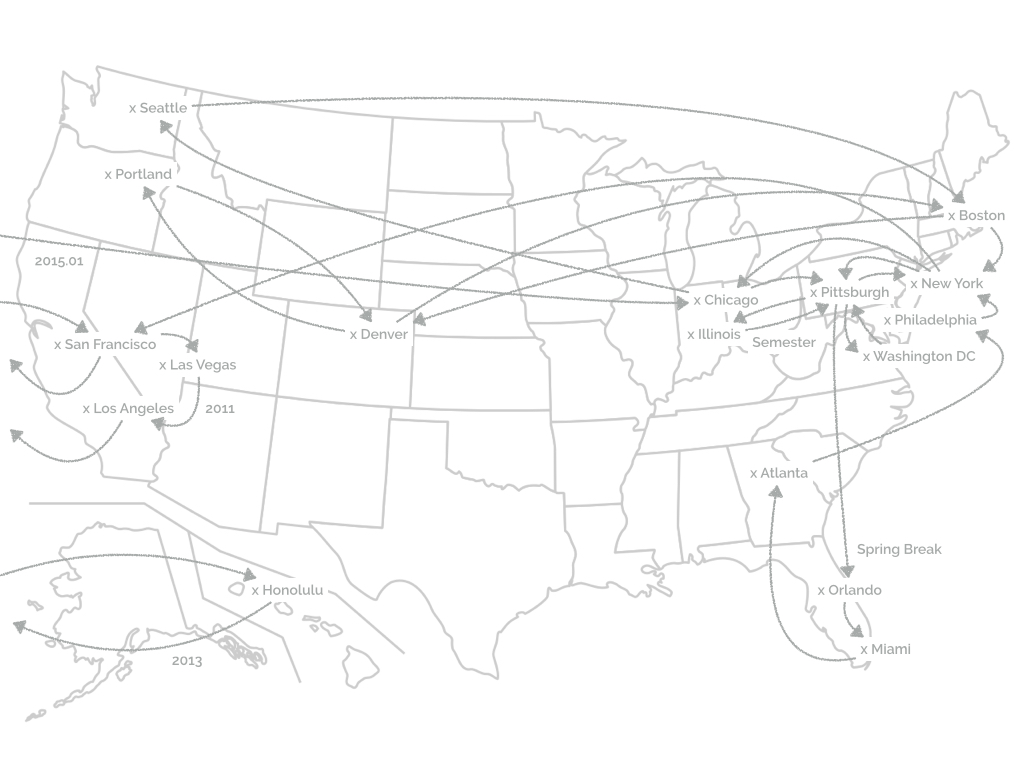 x Seattle
x Portland
x Boston
2015.01
x New York
x Pittsburgh
x Chicago
x Philadelphia
x Denver
x Illinois
x San Francisco
Semester
x Washington DC
x Las Vegas
x Los Angeles
2011
x Atlanta
Spring Break
x Honolulu
x Orlando
x Miami
2013